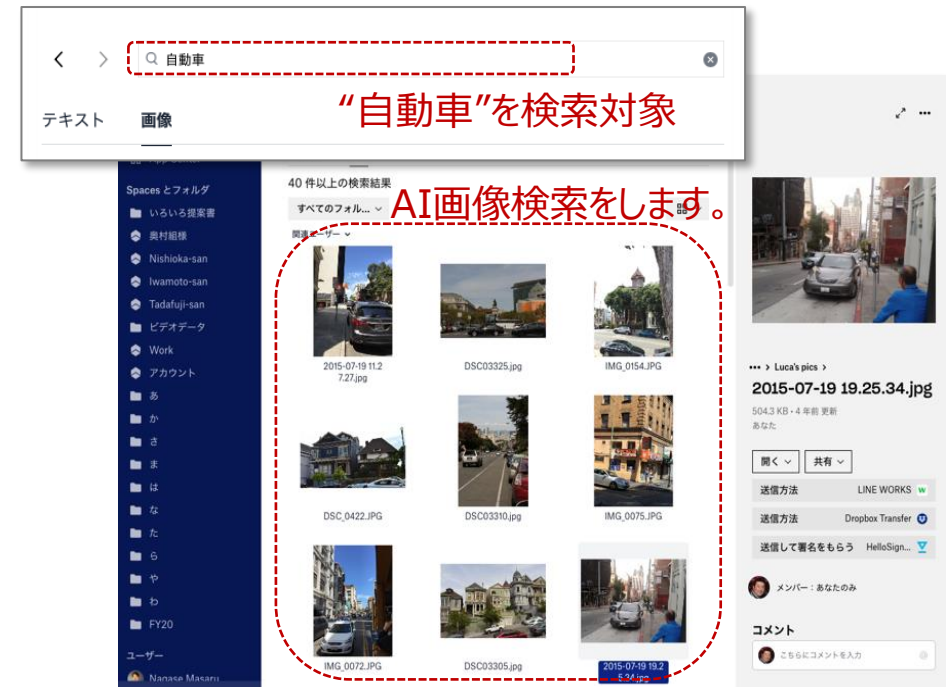 自動車
テキスト 画像
“自動車”を検索対象
AI画像検索をします。
Spaces とフォルダ
いろいろ提案書
奥村組様
Nishioka-san
Iwamoto-san
Tadafuji-san
ビデオデータ
Work
アカウント
あ
か
さ
ま
は
な
た
ら
や
わ
FY20
ユーザー
Nagase Masaru
40 件以上の検索結果
すべてのフォル...
関連ユーザー
2015-07-19 11.2
7.27.jpg
DSC03325.jpg
IMG_0154.JPG
DSC_0422.JPG
DSC03310.jpg
IMG_0075.JPG
IMG_0072.JPG
DSC03305.jpg
2015-07-19 19.2
5.34.jpg
••• > Luca's pics >
2015-07-19 19.25.34.jpg
504.3 KB・4 年前 更新
あなた
開く
共有
送信方法 LINE WORKS
送信方法 Dropbox Transfer
送信して署名をもらう HelloSign...
メンバー：あなたのみ
コメント
こちらにコメントを入力